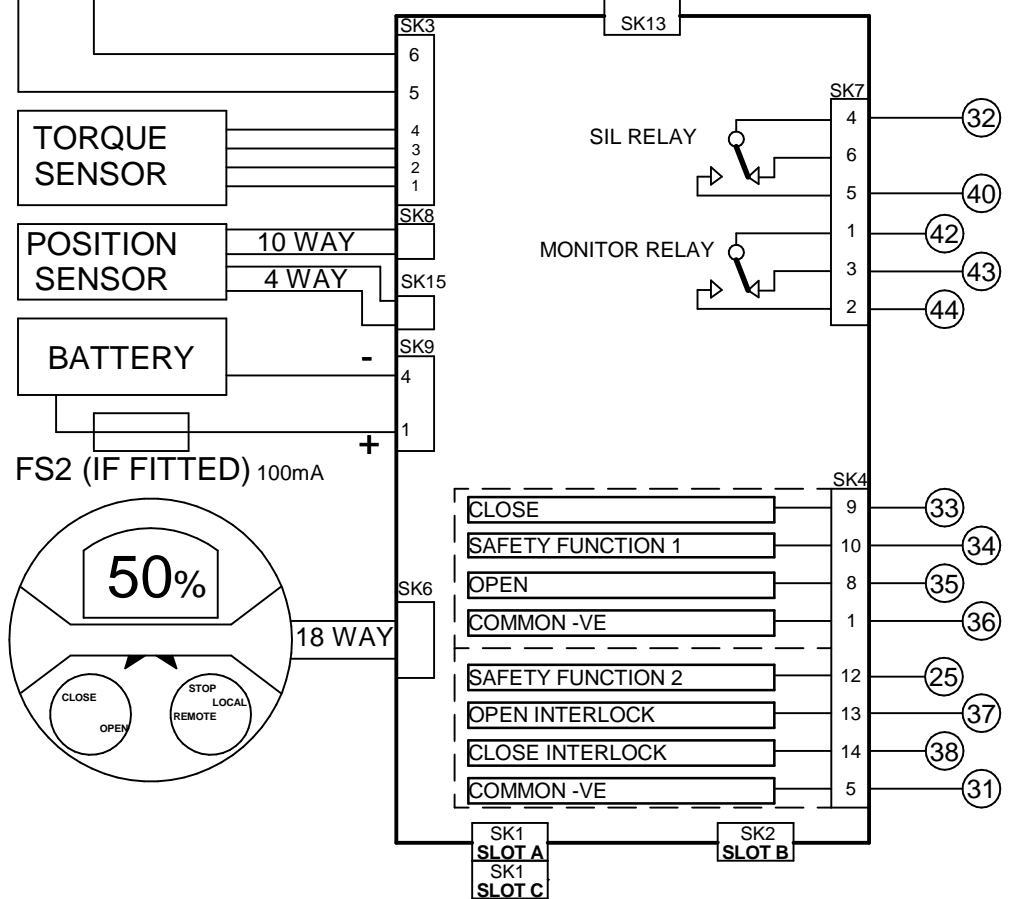 SK13
SK3
6
5
TORQUE
SENSOR
4
3
2
1
SK8
POSITION
SENSOR
10 WAY
4 WAY
SK15
SK9
BATTERY
-
4
1
+
FS2 (IF FITTED) 100mA
50%
SK6
18 WAY
CLOSE
OPEN
STOP
LOCAL
REMOTE
SK7
SIL RELAY
4
32
6
5
40
MONITOR RELAY
1
42
3
43
2
44
SK4
CLOSE
9
33
SAFETY FUNCTION 1
10
34
OPEN
8
35
COMMON -VE
1
36
SAFETY FUNCTION 2
12
25
OPEN INTERLOCK
13
37
CLOSE INTERLOCK
14
38
COMMON -VE
5
31
SK1
SLOT A
SK1
SLOT C
SK2
SLOT B